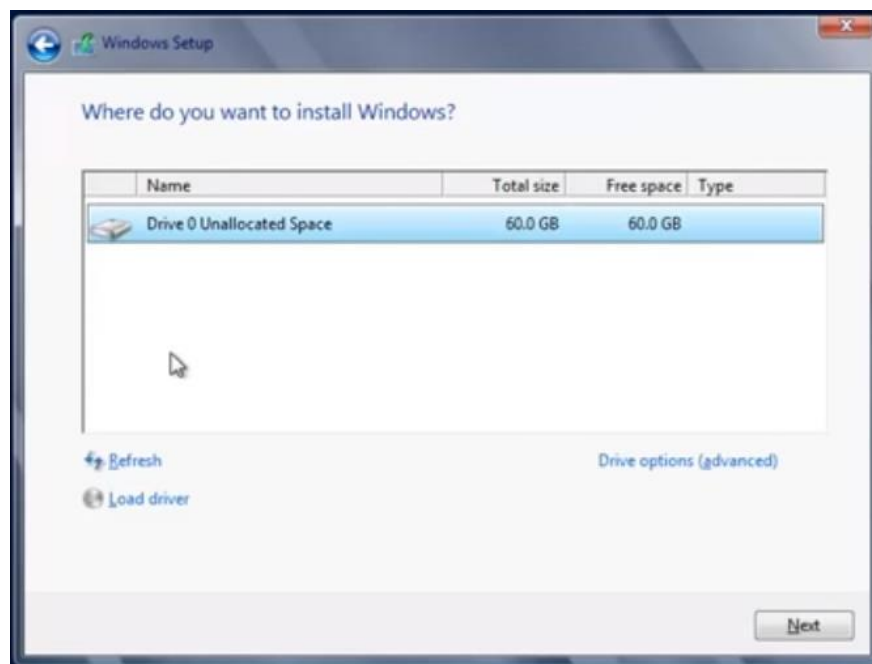 Windows Setup
Where do you want to install Windows?
Name Total size Free space Type
Drive 0 Unallocated Space 60.0 GB 60.0 GB
Refresh Drive options (advanced)
Load driver
Next